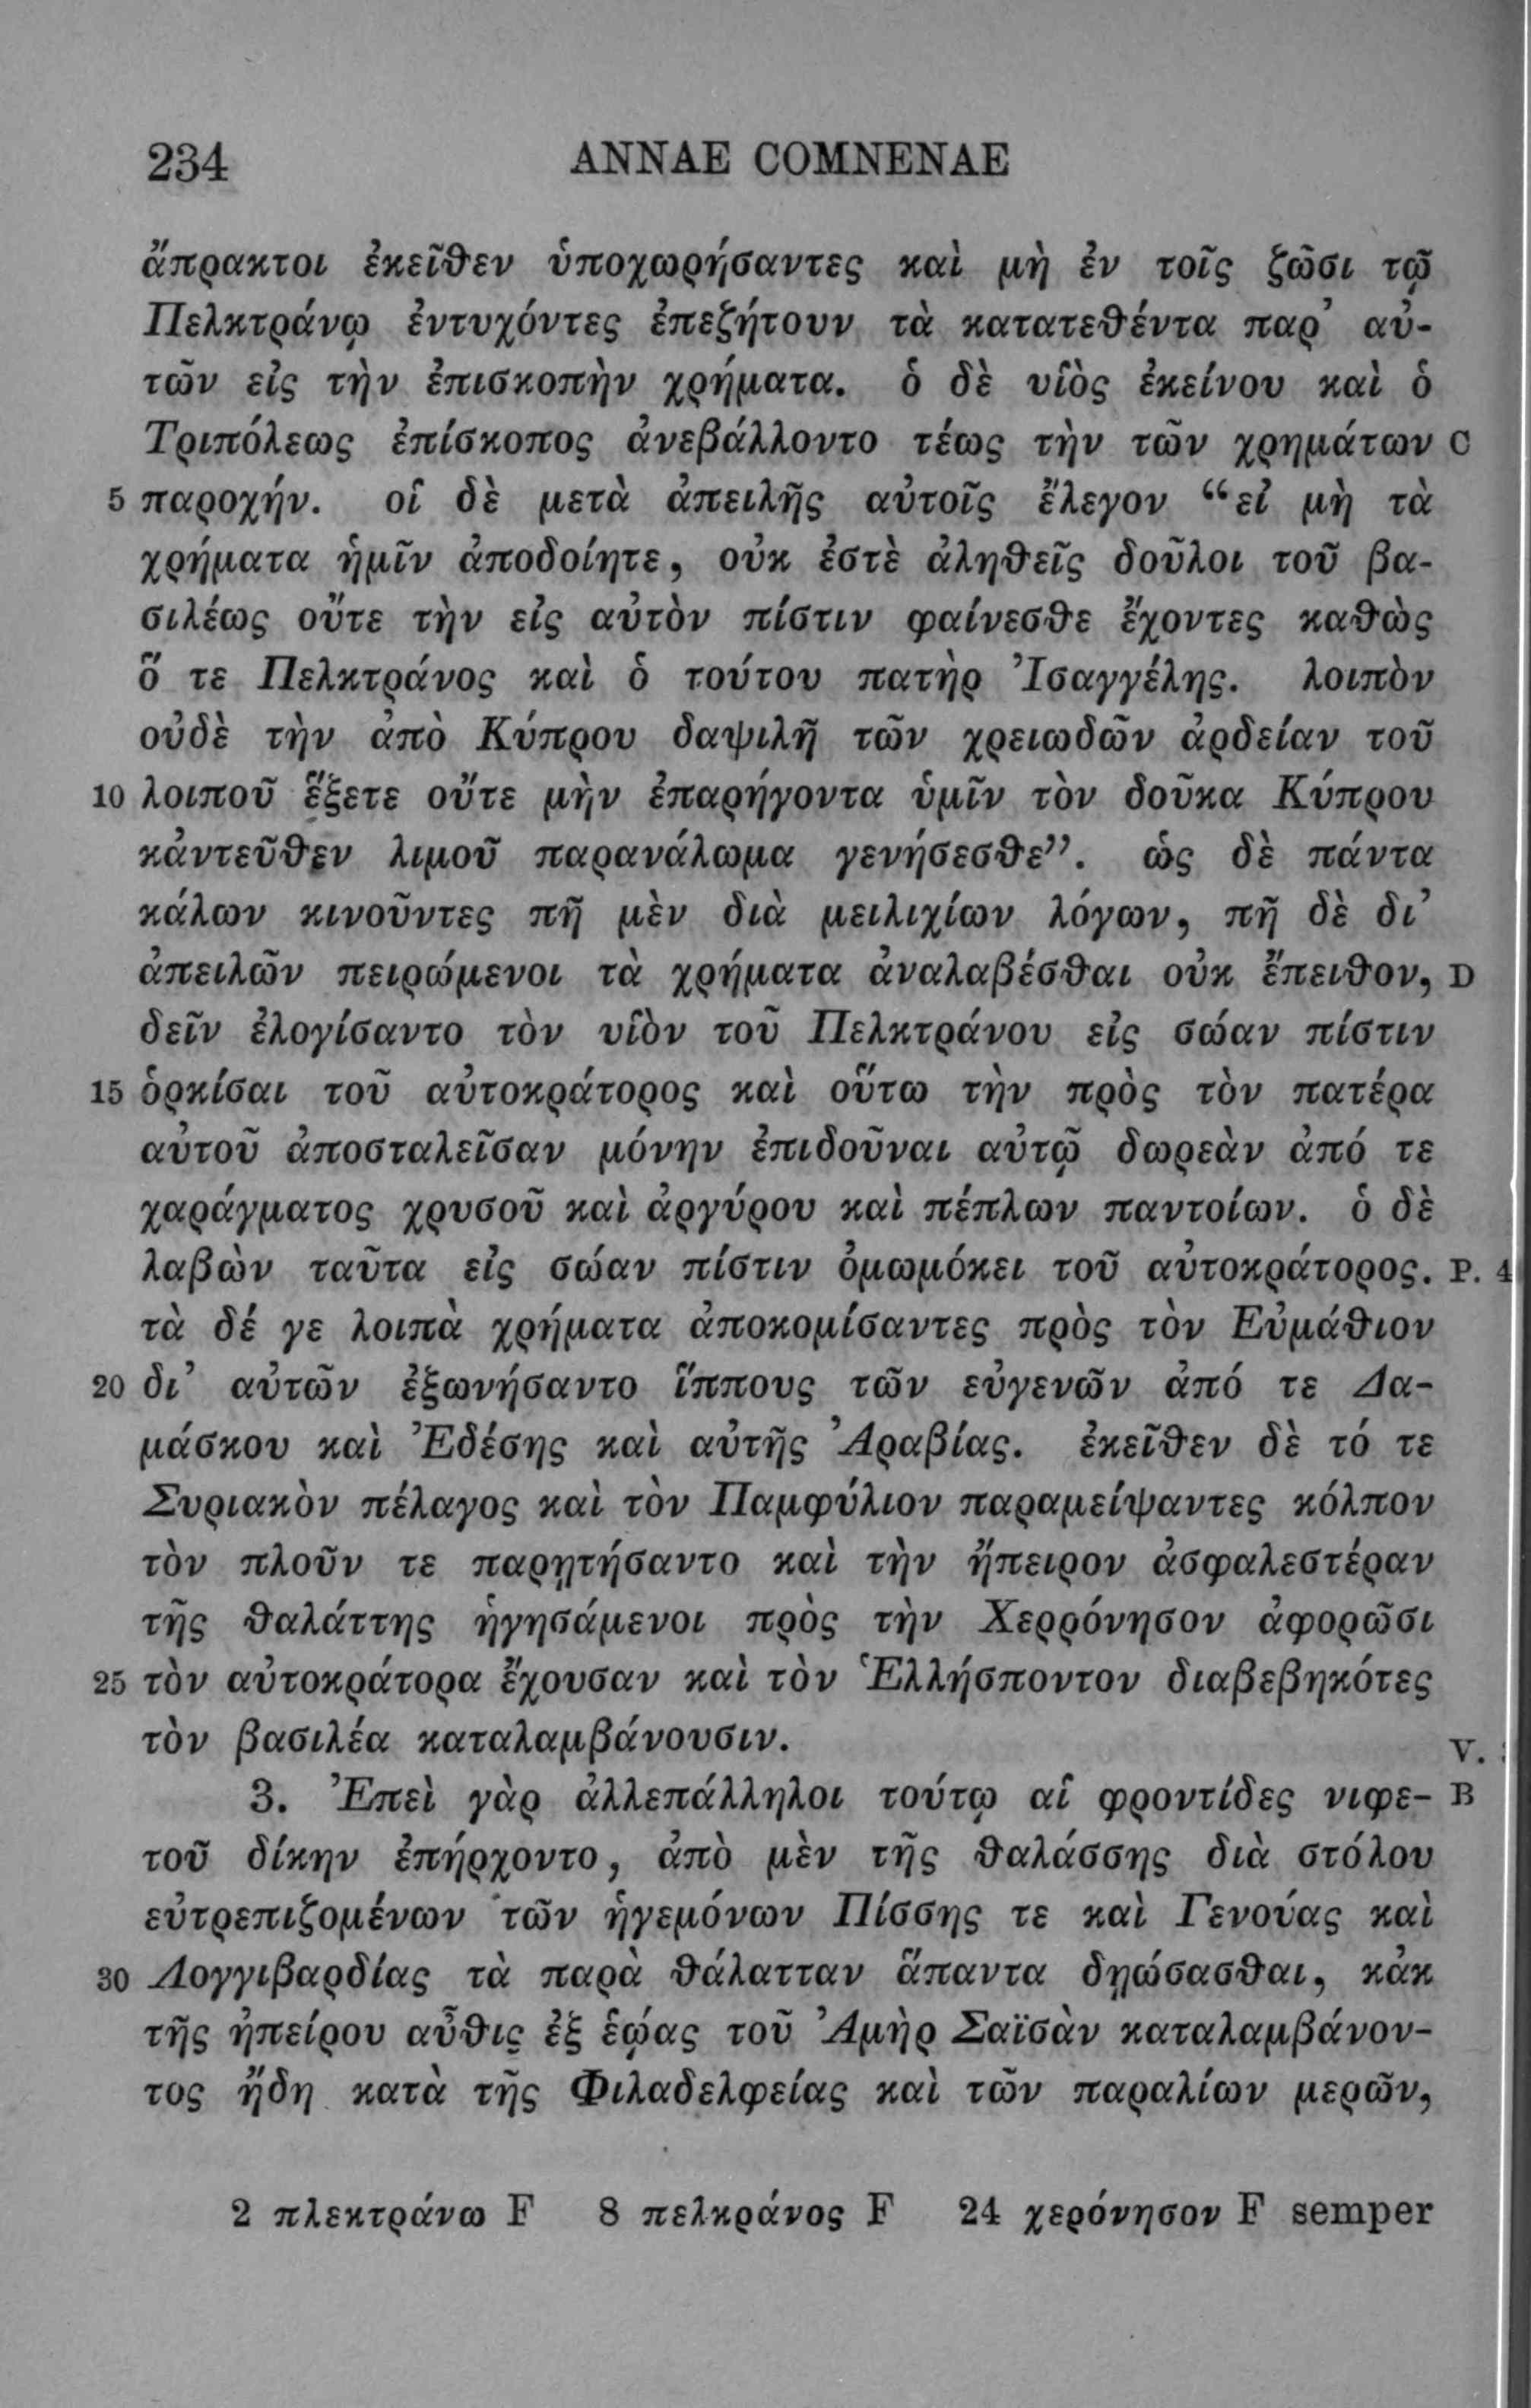 234 ANNAE COMNENAE
ἄπρακτοι ἐκεῖθεν ὑποχωρήσαντες καὶ μὴ ἐν τοῖς ζῶσι τῷ
Πελκτράνῳ ἐντυχόντες ἐπεζήτουν τὰ κατατεθέντα παρ’ αὐ-
τῶν εἰς τὴν ἐπισκοπὴν χρήματα. ὁ δὲ υἱὸς ἐκείνου καὶ ὁ
Τριπόλεως ἐπίσκοπος ἀνεβάλλοντο τέως τὴν τῶν χρημάτων C
5 παροχήν. οἱ δὲ μετὰ ἀπειλῆς αὐτοῖς ἔλεγον “εἰ μὴ τὰ
χρήματα ἡμῖν ἀποδοίητε, οὐκ ἐστὲ ἀληθεῖς δοῦλοι τοῦ βα-
σιλέως οὔτε τὴν εἰς αὐτὸν πίστιν φαίνεσθε ἔχοντες καθὼς
ὅ τε Πελκτράνος καὶ ὁ τούτου πατὴρ Ἰσαγγέλης. λοιπὸν
οὐδὲ τὴν ἀπὸ Κύπρου δαψιλῆ τῶν χρειωδῶν ἀρδείαν τοῦ
10 λοιποῦ ἕξετε οὔτε μὴν ἐπαρήγοντα ὑμῖν τὸν δοῦκα Κύπρου
κἀντεῦθεν λιμοῦ παρανάλωμα γενήσεσθε”. ὡς δὲ πάντα
κάλων κινοῦντες πῆ μὲν διὰ μειλιχίων λόγων, πῆ δὲ δι’
ἀπειλῶν πειρώμενοι τὰ χρήματα ἀναλαβέσθαι οὐκ ἔπειθον, D
δεῖν ἐλογίσαντο τὸν υἱὸν τοῦ Πελκτράνου εἰς σώαν πίστιν
15 ὁρκίσαι τοῦ αὐτοκράτορος καὶ οὕτω τὴν πρὸς τὸν πατέρα
αὐτοῦ ἀποσταλεῖσαν μόνην ἐπιδοῦναι αὐτῷ δωρεὰν ἀπό τε
χαράγματος χρυσοῦ καὶ ἀργύρου καὶ πέπλων παντοίων. ὁ δὲ
λαβὼν ταῦτα εἰς σώαν πίστιν ὀμωμόκει τοῦ αὐτοκράτορος. P. 4
τὰ δέ γε λοιπὰ χρήματα ἀποκομίσαντες πρὸς τὸν Εὐμάθιον
20 δι’ αὐτῶν ἐξωνήσαντο ἵππους τῶν εὐγενῶν ἀπό τε Δα-
μάσκου καὶ Ἐδέσης καὶ αὐτῆς Ἀραβίας. ἐκεῖθεν δὲ τό τε
Συριακὸν πέλαγος καὶ τὸν Παμφύλιον παραμείψαντες κόλπον
τὸν πλοῦν τε παρῃτήσαντο καὶ τὴν ἤπειρον ἀσφαλεστέραν
τῆς θαλάττης ἡγησάμενοι πρὸς τὴν Χερρόνησον ἀφορῶσι
25 τὸν αὐτοκράτορα ἔχουσαν καὶ τὸν Ἑλλήσποντον διαβεβηκότες
τὸν βασιλέα καταλαμβάνουσιν. V.
3. Ἐπεὶ γὰρ ἀλλεπάλληλοι τούτῳ αἱ φροντίδες νιφε- B
τοῦ δίκην ἐπήρχοντο, ἀπὸ μὲν τῆς θαλάσσης διὰ στόλου
εὐτρεπιζομένων τῶν ἡγεμόνων Πίσσης τε καὶ Γενούας καὶ
30 Λογγιβαρδίας τὰ παρὰ θάλατταν ἅπαντα δῃώσασθαι, κἀκ
τῆς ἠπείρου αὖθις ἐξ ἑῴας τοῦ Ἀμὴρ Σαϊσὰν καταλαμβάνον-
τος ἤδη κατὰ τῆς Φιλαδελφείας καὶ τῶν παραλίων μερῶν,
2 πλεκτράνω F 8 πελκράνος F 24 χερόνησον F semper